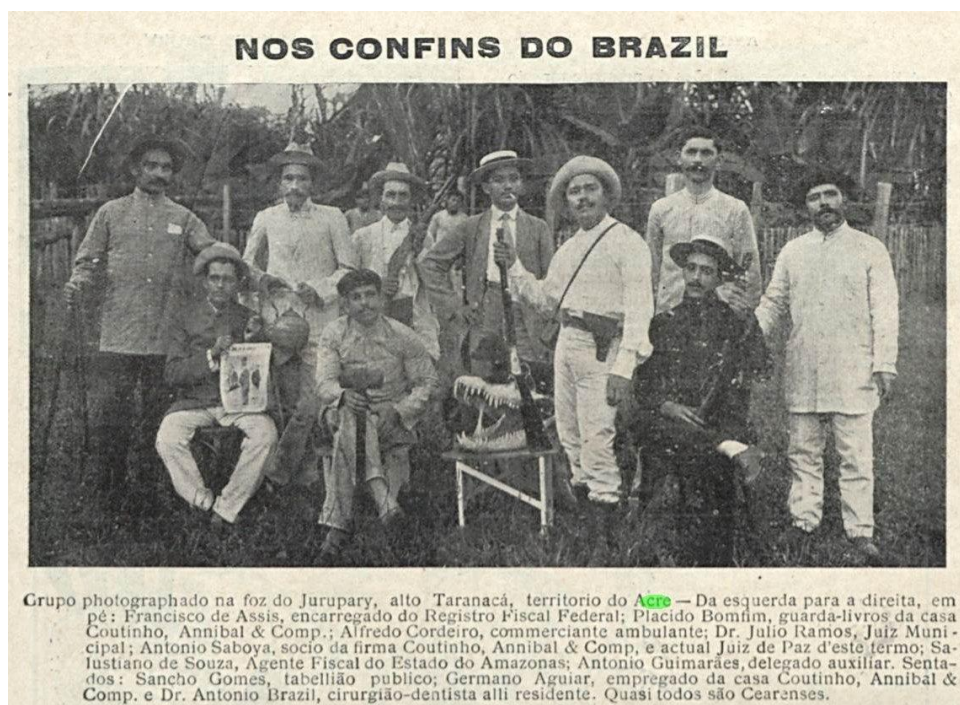 NOS CONFINS DO BRAZIL
Grupo photographado na foz do Jurupary, alto Taranacá, territorio do Acre — Da esquerda para a direita, em
pé: Francisco de Assis, encarregado do Registro Fiscal Federal; Placido Bomfim, guarda-livros da casa
Coutinho, Annibal & Comp.; Alfredo Cordeiro, commerciante ambulante; Dr. Julio Ramos, Juiz Muni-
cipal; Antonio Saboya, socio da firma Coutinho, Annibal & Comp, e actual Juiz de Paz d'este termo; Sa-
lustiano de Souza, Agente Fiscal do Estado do Amazonas; Antonio Guimarães, delegado auxiliar. Senta-
dos: Sancho Gomes, tabellião publico; Germano Aguiar, empregado da casa Coutinho, Annibal &
Comp. e Dr. Antonio Brazil, cirurgião-dentista alli residente. Quasi todos são Cearenses.